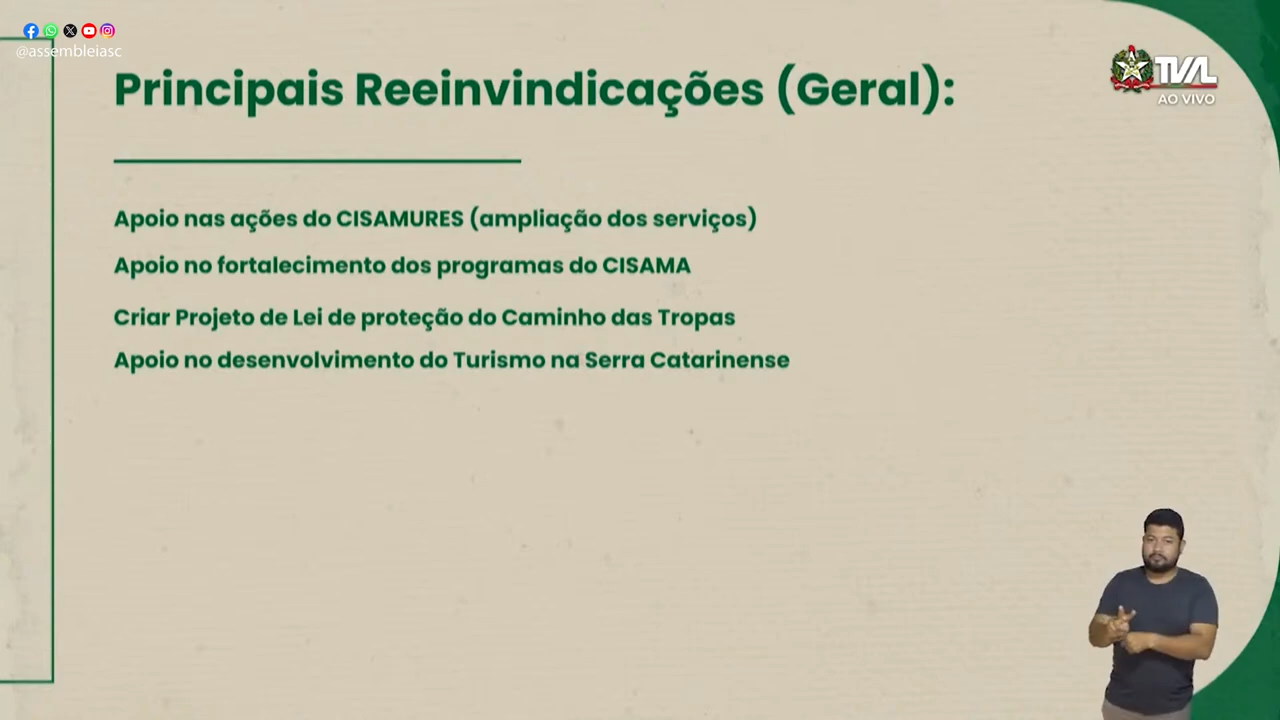 @assembleiasc
Principais Reeinvindicações (Geral):
TVAL
AO VIVO
Apoio nas ações do CISAMURES (ampliação dos serviços)
Apoio no fortalecimento dos programas do CISAMA
Criar Projeto de Lei de proteção do Caminho das Tropas
Apoio no desenvolvimento do Turismo na Serra Catarinense